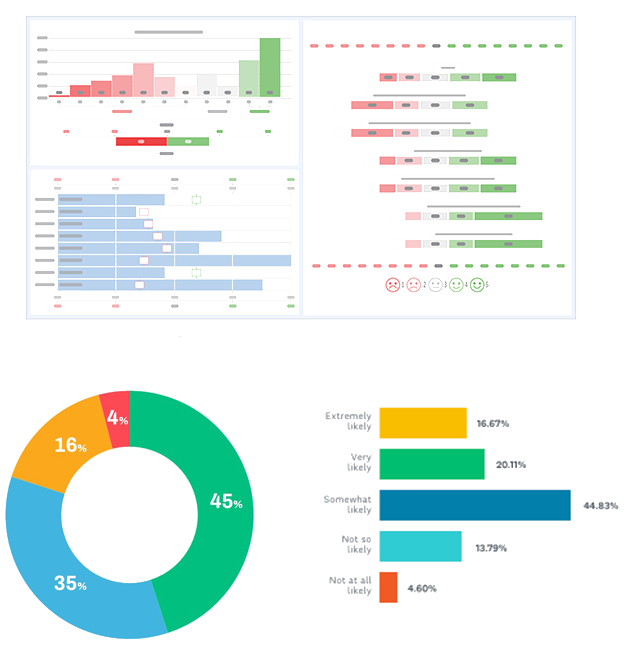 1 2 3 4 5
4%
16%
45%
35%
Extremely
likely
16.67%
Very
likely
20.11%
Somewhat
likely
44.83%
Not so
likely
13.79%
Not at all
likely
4.60%